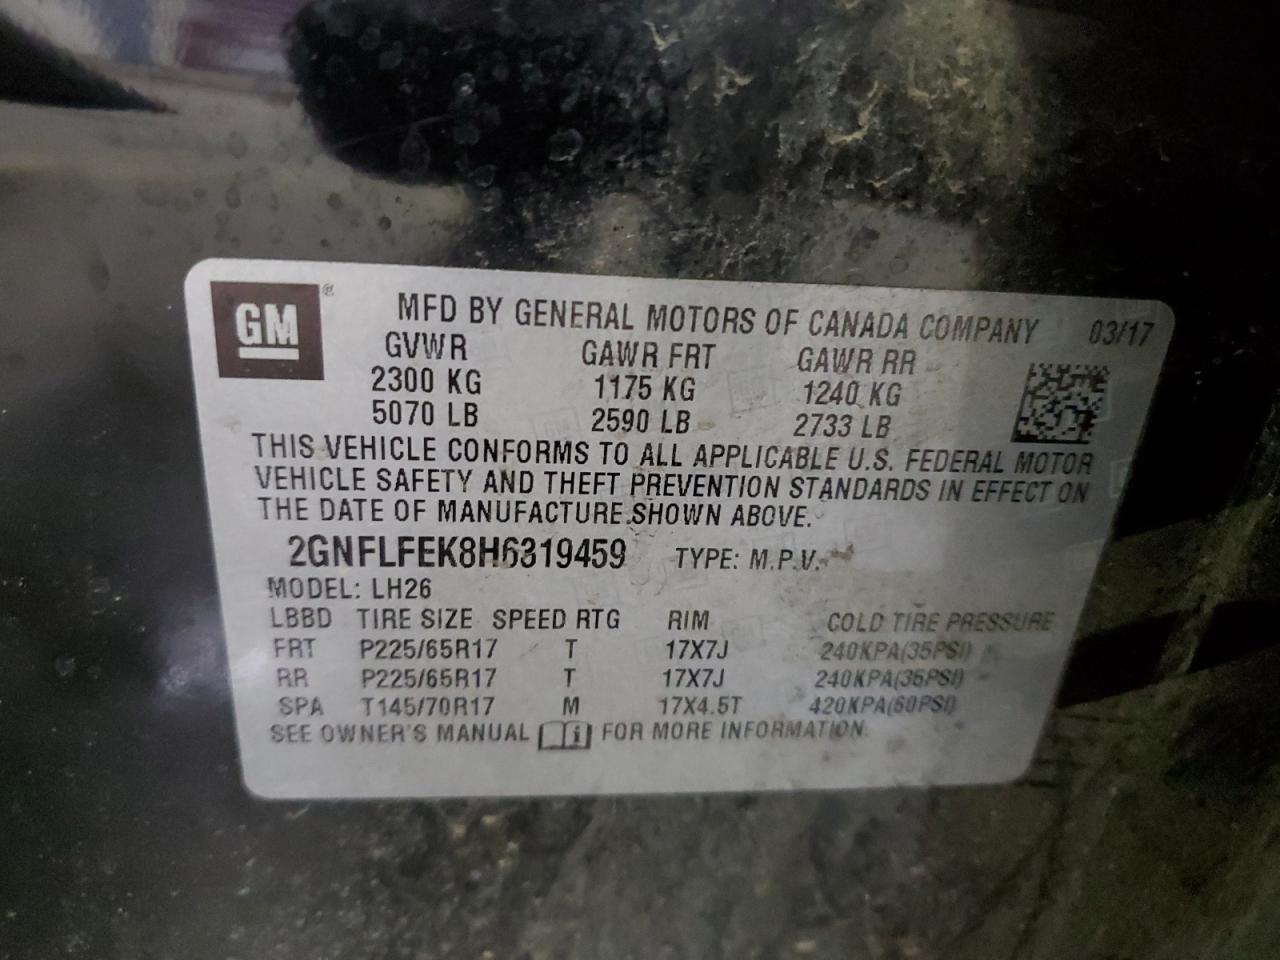 GM®
MFD BY GENERAL MOTORS OF CANADA COMPANY 03/17
GVWR GAWR FRT GAWR RR
2300 KG 1175 KG 1240 KG
5070 LB 2590 LB 2733 LB
THIS VEHICLE CONFORMS TO ALL APPLICABLE U.S. FEDERAL MOTOR
VEHICLE SAFETY AND THEFT PREVENTION STANDARDS IN EFFECT ON
THE DATE OF MANUFACTURE SHOWN ABOVE.
2GNFLFEK8H6319459 TYPE: M.P.V.
MODEL: LH26
LBBD TIRE SIZE SPEED RTG RIM COLD TIRE PRESSURE
FRT P225/65R17 T 17X7J 240KPA(35PSI)
RR P225/65R17 T 17X7J 240KPA(35PSI)
SPA T145/70R17 M 17X4.5T 420KPA(60PSI)
SEE OWNER'S MANUAL FOR MORE INFORMATION.